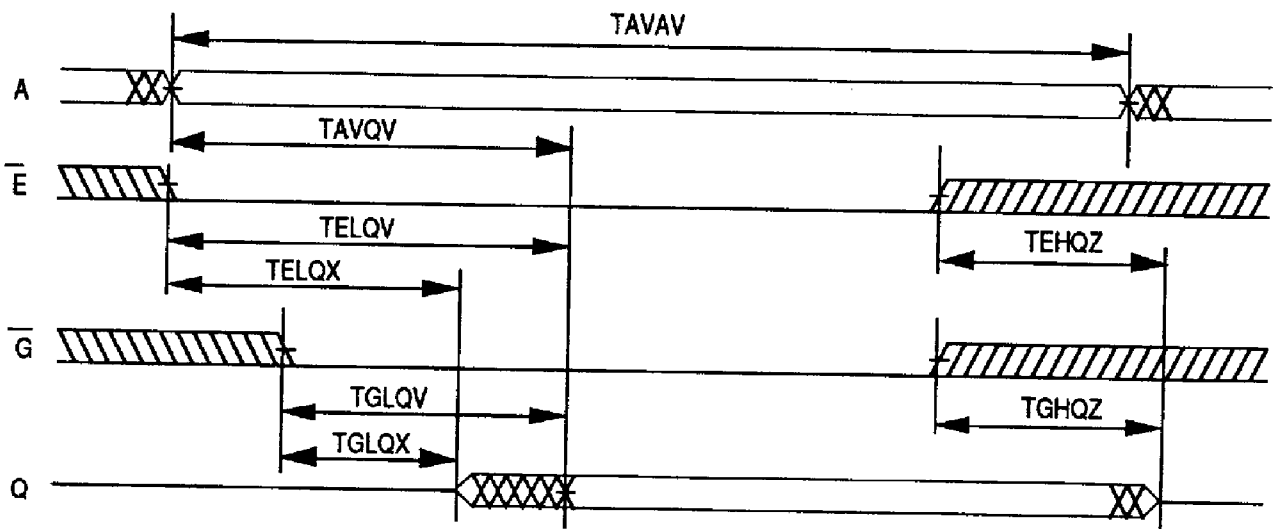 TAVAV
A
TAVQV
E̅
TELQV
TEHQZ
TELQX
G̅
TGLQV
TGHQZ
TGLQX
Q